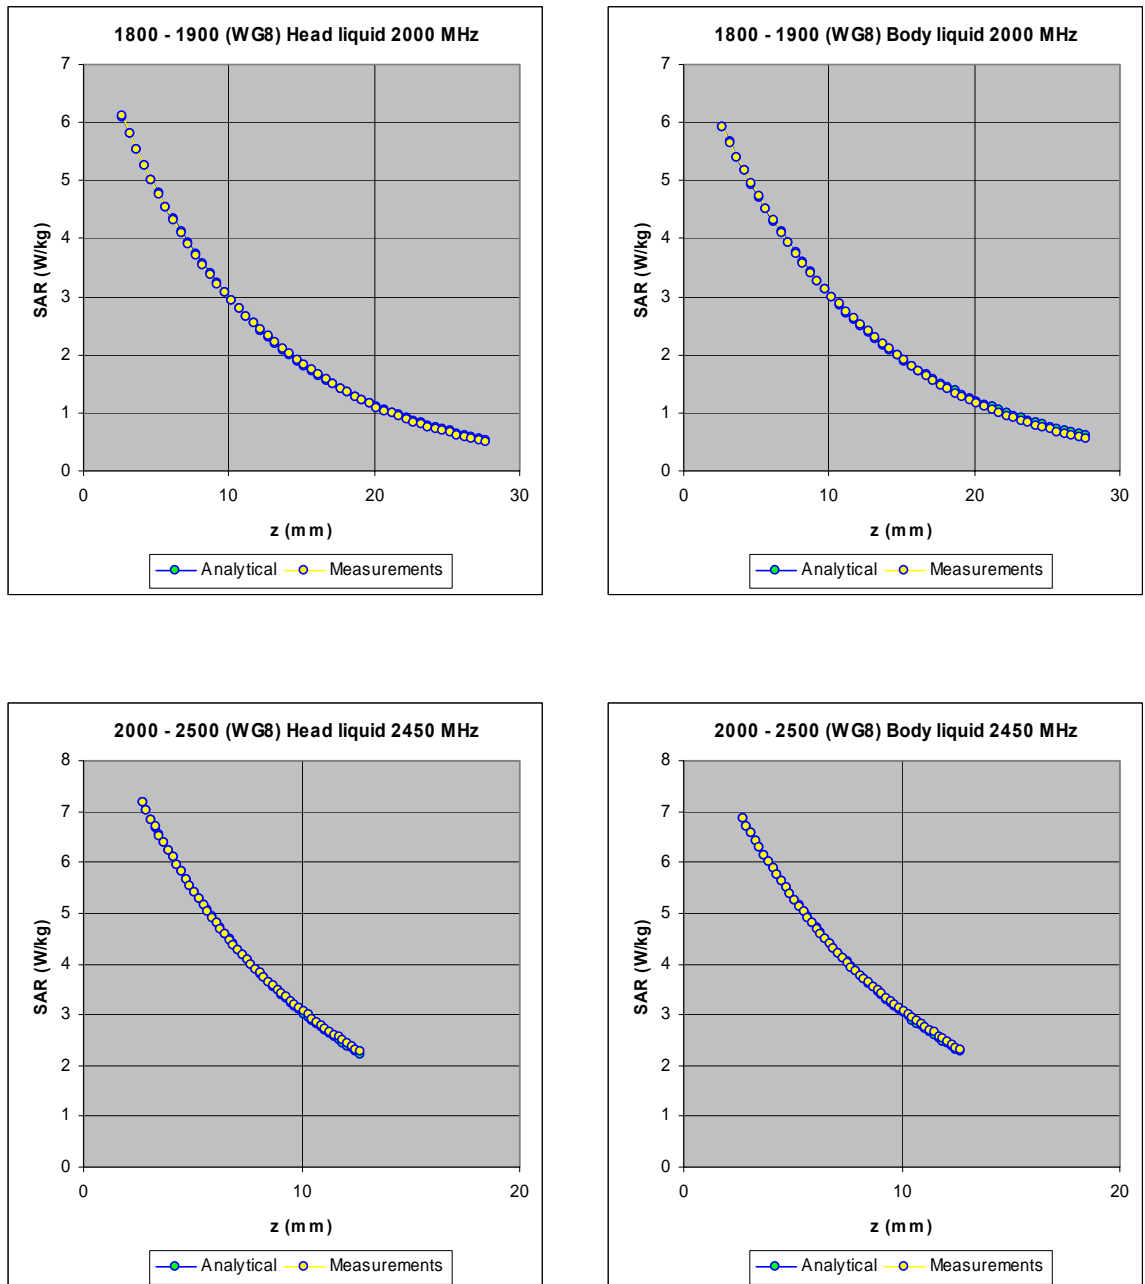 1800 - 1900 (WG8) Head liquid 2000 MHz
7
6
5
4
3
2
1
0
SAR (W/kg)
0 10 20 30
z (mm)
Analytical Measurements
1800 - 1900 (WG8) Body liquid 2000 MHz
7
6
5
4
3
2
1
0
SAR (W/kg)
0 10 20 30
z (mm)
Analytical Measurements
2000 - 2500 (WG8) Head liquid 2450 MHz
8
7
6
5
4
3
2
1
0
SAR (W/kg)
0 10 20
z (mm)
Analytical Measurements
2000 - 2500 (WG8) Body liquid 2450 MHz
8
7
6
5
4
3
2
1
0
SAR (W/kg)
0 10 20
z (mm)
Analytical Measurements